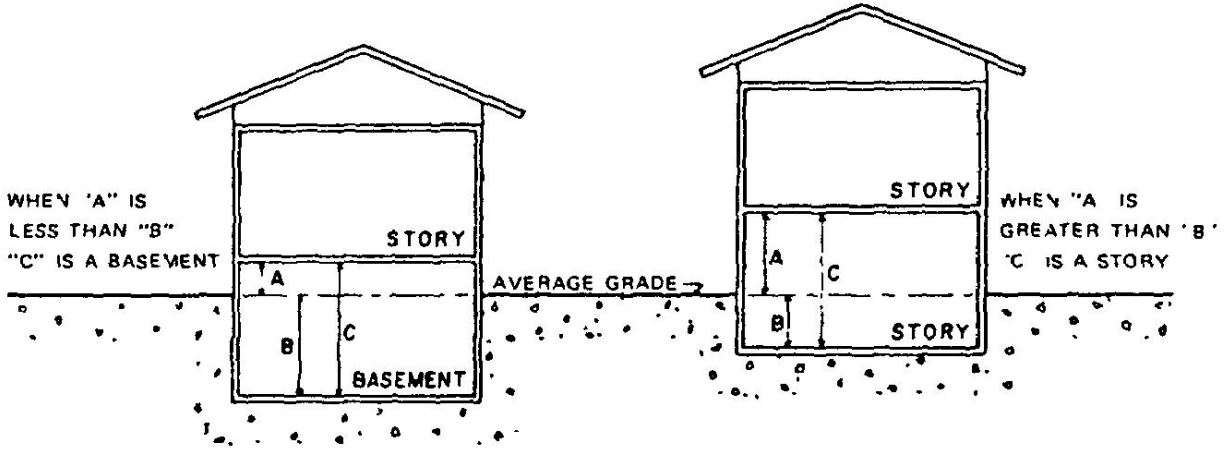 WHEN 'A" IS
LESS THAN "B"
"C" IS A BASEMENT
STORY
A
B
C
BASEMENT
AVERAGE GRADE
STORY
A
C
B
STORY
WHEN "A IS
GREATER THAN 'B'
'C IS A STORY